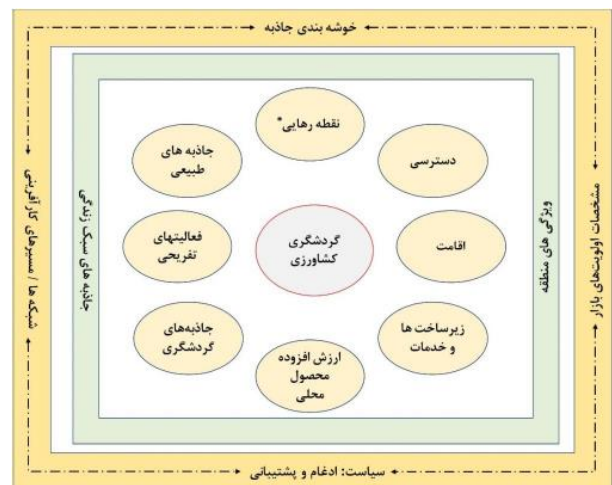 خوشه بندی جاذبه
نقطه رهایی*
دسترسی
جاذبه های
طبیعی
مشخصات اولویت‌های بازار
ویژگی های منطقه
اقامت
گردشگری
کشاورزی
فعالیتهای
تفریحی
جاذبه های سبک زندگی
شبکه ها / مسیرهای کارآفرینی
زیرساخت ها
و خدمات
جاذبه‌های
گردشگری
ارزش افزوده
محصول
محلی
سیاست: ادغام و پشتیبانی